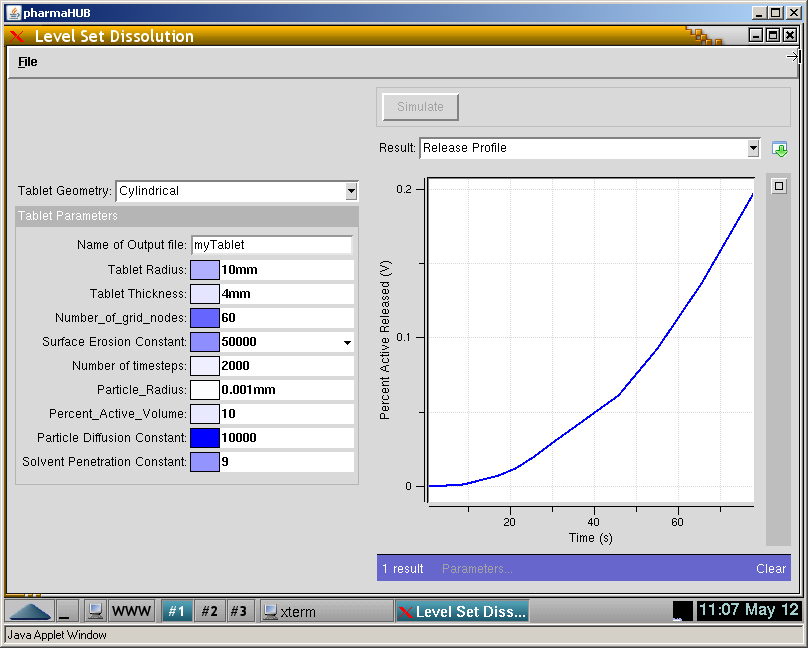 pharmaHUB
Level Set Dissolution
File
Simulate
Result: Release Profile
Tablet Geometry: Cylindrical
Tablet Parameters
Name of Output file: myTablet
Tablet Radius: 10mm
Tablet Thickness: 4mm
Number_of_grid_nodes: 60
Surface Erosion Constant: 50000
Number of timesteps: 2000
Particle_Radius: 0.001mm
Percent_Active_Volume: 10
Particle Diffusion Constant: 10000
Solvent Penetration Constant: 9
Percent Active Released (V)
0.2
0.1
0
20 40 60
Time (s)
1 result Parameters... Clear
WWW #1 #2 #3 xterm Level Set Diss... 11:07 May 12
Java Applet Window